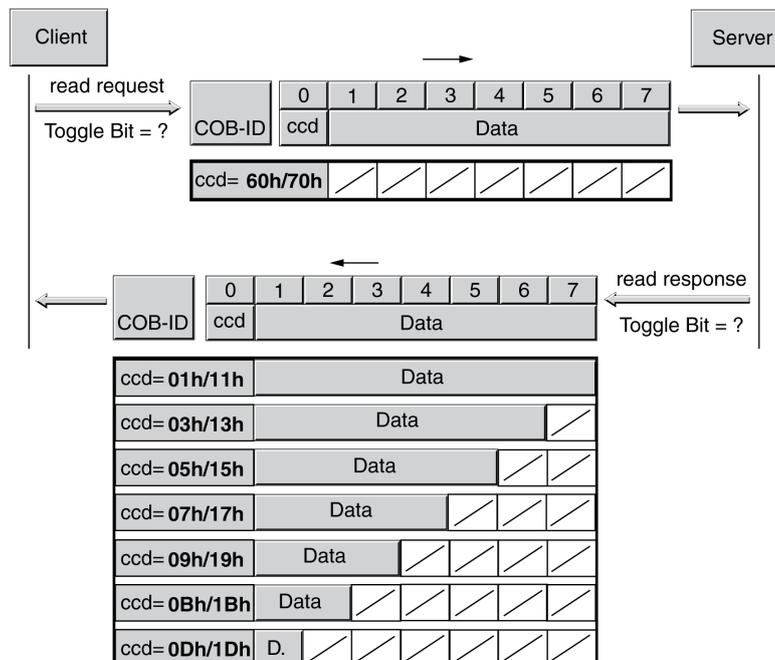 Client
Server
read request
Toggle Bit = ?
COB-ID
0 1 2 3 4 5 6 7
ccd Data
ccd= 60h/70h
COB-ID
0 1 2 3 4 5 6 7
ccd Data
read response
Toggle Bit = ?
ccd= 01h/11h Data
ccd= 03h/13h Data
ccd= 05h/15h Data
ccd= 07h/17h Data
ccd= 09h/19h Data
ccd= 0Bh/1Bh Data
ccd= 0Dh/1Dh D.